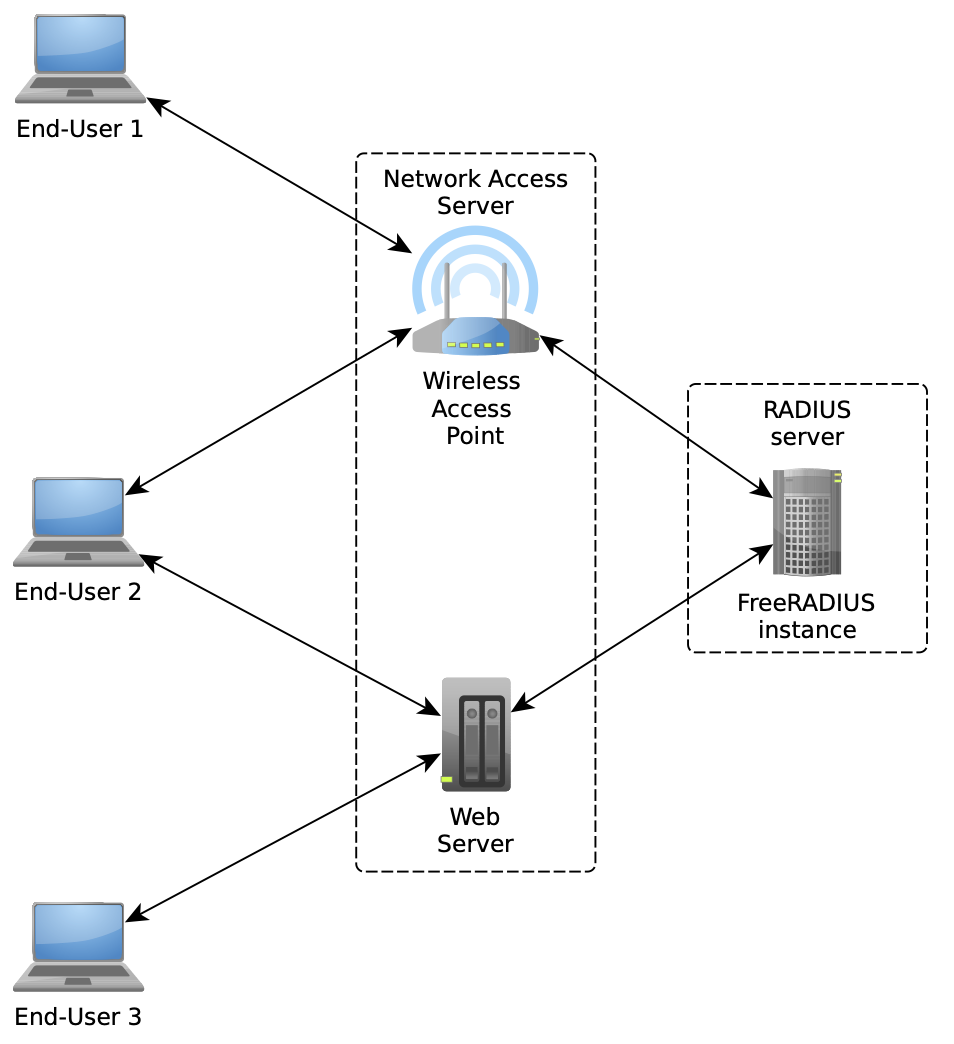 End-User 1
Network Access
Server
Wireless
Access
Point
RADIUS
server
End-User 2
FreeRADIUS
instance
Web
Server
End-User 3